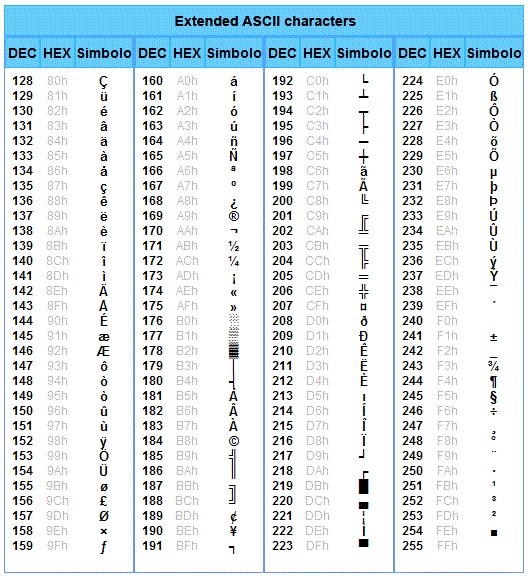 Extended ASCII characters
DEC HEX Simbolo DEC HEX Simbolo DEC HEX Simbolo DEC HEX Simbolo
128 80h Ç 160 A0h á 192 C0h └ 224 E0h Ó
129 81h ü 161 A1h í 193 C1h ┴ 225 E1h ß
130 82h é 162 A2h ó 194 C2h ┬ 226 E2h Ô
131 83h â 163 A3h ú 195 C3h ├ 227 E3h Ò
132 84h ä 164 A4h ñ 196 C4h ─ 228 E4h õ
133 85h à 165 A5h Ñ 197 C5h ┼ 229 E5h Õ
134 86h å 166 A6h ª 198 C6h ã 230 E6h µ
135 87h ç 167 A7h º 199 C7h Ã 231 E7h þ
136 88h ê 168 A8h ¿ 200 C8h ╚ 232 E8h Þ
137 89h ë 169 A9h ® 201 C9h ╔ 233 E9h Ú
138 8Ah è 170 AAh ¬ 202 CAh ╩ 234 EAh Û
139 8Bh ï 171 ABh ½ 203 CBh ╦ 235 EBh Ù
140 8Ch î 172 ACh ¼ 204 CCh ╠ 236 ECh ý
141 8Dh ì 173 ADh ¡ 205 CDh ═ 237 EDh Ý
142 8Eh Ä 174 AEh « 206 CEh ╬ 238 EEh ¯
143 8Fh Å 175 AFh » 207 CFh ¤ 239 EFh ´
144 90h É 176 B0h ░ 208 D0h ð 240 F0h
145 91h æ 177 B1h ▒ 209 D1h Ð 241 F1h ±
146 92h Æ 178 B2h ▓ 210 D2h Ê 242 F2h ‗
147 93h ô 179 B3h │ 211 D3h Ë 243 F3h ¾
148 94h ò 180 B4h ┤ 212 D4h È 244 F4h ¶
149 95h ò 181 B5h Á 213 D5h ı 245 F5h §
150 96h û 182 B6h Â 214 D6h Í 246 F6h ÷
151 97h ù 183 B7h À 215 D7h Î 247 F7h ¸
152 98h ÿ 184 B8h © 216 D8h Ï 248 F8h °
153 99h Ö 185 B9h ╣ 217 D9h ┘ 249 F9h ¨
154 9Ah Ü 186 BAh ║ 218 DAh ┌ 250 FAh ·
155 9Bh ø 187 BBh ╗ 219 DBh █ 251 FBh ¹
156 9Ch £ 188 BCh ╝ 220 DCh ▄ 252 FCh ³
157 9Dh Ø 189 BDh ¢ 221 DDh ¦ 253 FDh ²
158 9Eh × 190 BEh ¥ 222 DEh Ì 254 FEh ■
159 9Fh ƒ 191 BFh ┐ 223 DFh ▀ 255 FFh